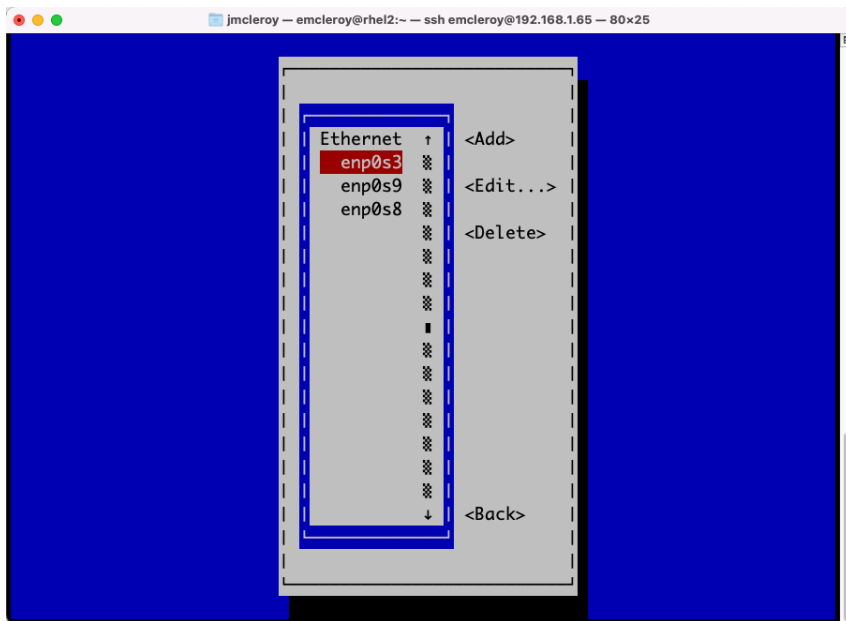 jmcleroy — emcleroy@rhel2:~ — ssh emcleroy@192.168.1.65 — 80×25
Ethernet ↑ <Add>
enp0s3
enp0s9 <Edit...>
enp0s8
<Delete>
↓ <Back>